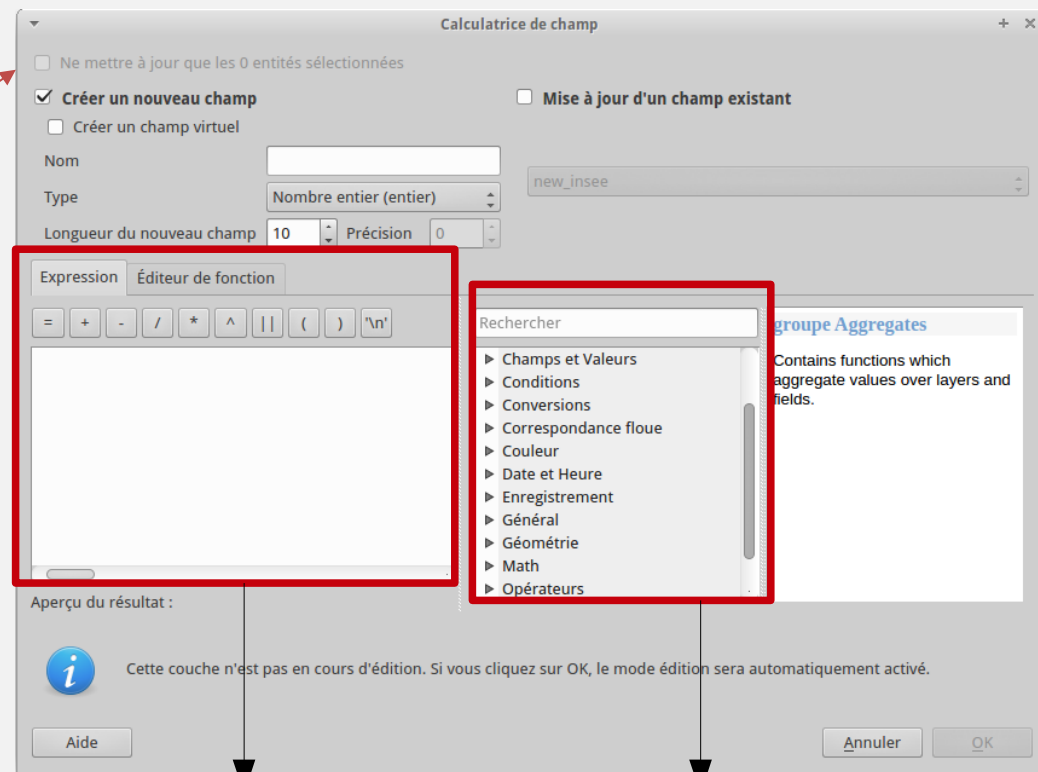 Calculatrice de champ
Ne mettre à jour que les 0 entités sélectionnées
Créer un nouveau champ
Mise à jour d'un champ existant
Créer un champ virtuel
Nom
new_insee
Type Nombre entier (entier)
Longueur du nouveau champ 10 Précision 0
Expression Éditeur de fonction
= + - / * ^ || ( ) '\n'
Rechercher
Champs et Valeurs
Conditions
Conversions
Correspondance floue
Couleur
Date et Heure
Enregistrement
Général
Géométrie
Math
Opérateurs
groupe Aggregates
Contains functions which
aggregate values over layers and
fields.
Aperçu du résultat :
Cette couche n'est pas en cours d'édition. Si vous cliquez sur OK, le mode édition sera automatiquement activé.
Aide Annuler OK